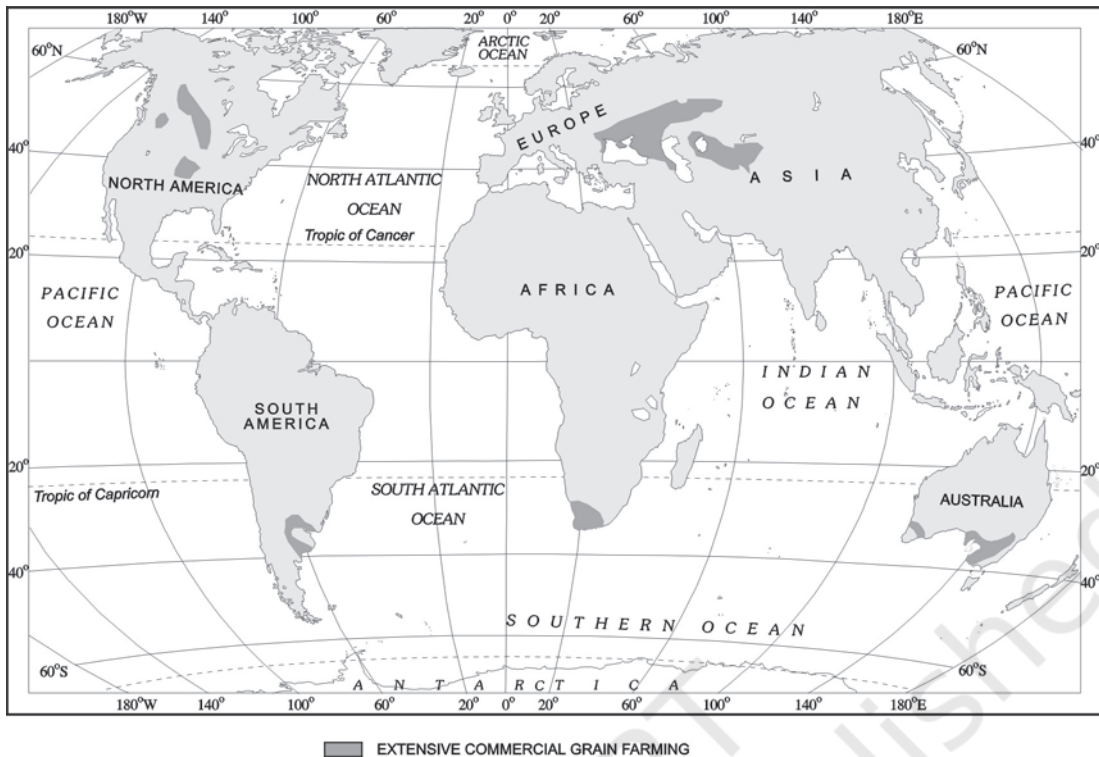 180°W 140° 100° 60° 20° 0° 20° 60° 100° 140° 180°E
60°N
ARCTIC
OCEAN
60°N
EUROPE
40°
40°
ASIA
NORTH AMERICA
NORTH ATLANTIC
OCEAN
Tropic of Cancer
20°
20°
AFRICA
PACIFIC
OCEAN
PACIFIC
OCEAN
INDIAN
OCEAN
SOUTH
AMERICA
20°
20°
Tropic of Capricorn
SOUTH ATLANTIC
OCEAN
AUSTRALIA
40°
40°
SOUTHERN OCEAN
60°S
60°S
ANTARCTICA
180°W 140° 100° 60° 20° 0° 20° 60° 100° 140° 180°E
EXTENSIVE COMMERCIAL GRAIN FARMING